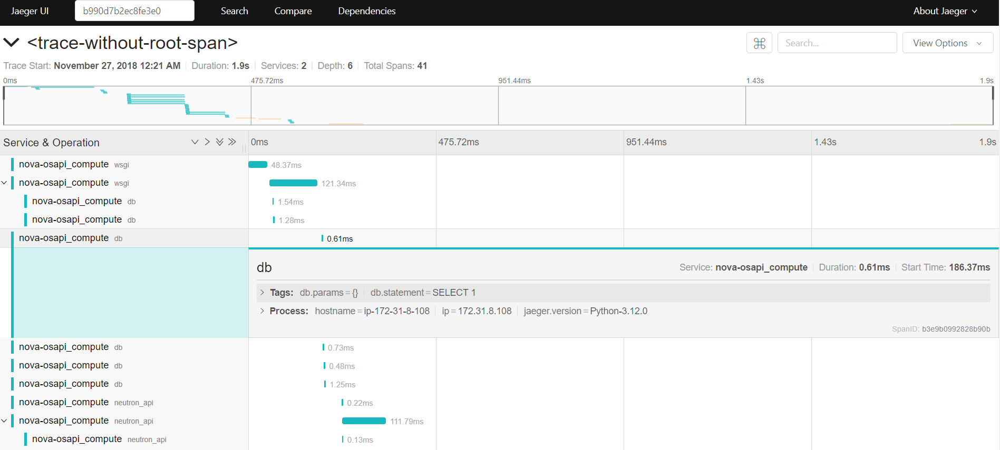 Jaeger UI b990d7b2ec8fe3e0 Search Compare Dependencies About Jaeger
<trace-without-root-span> ⌘ Search... View Options
Trace Start: November 27, 2018 12:21 AM Duration: 1.9s Services: 2 Depth: 6 Total Spans: 41
0ms 475.72ms 951.44ms 1.43s 1.9s
Service & Operation 0ms 475.72ms 951.44ms 1.43s 1.9s
nova-osapi_compute wsgi 48.37ms
nova-osapi_compute wsgi 121.34ms
nova-osapi_compute db 1.54ms
nova-osapi_compute db 1.28ms
nova-osapi_compute db 0.61ms
db Service: nova-osapi_compute Duration: 0.61ms Start Time: 186.37ms
Tags: db.params = {} db.statement = SELECT 1
Process: hostname = ip-172-31-8-108 ip = 172.31.8.108 jaeger.version = Python-3.12.0
SpanID: b3e9b0992828b90b
nova-osapi_compute db 0.73ms
nova-osapi_compute db 0.48ms
nova-osapi_compute db 1.25ms
nova-osapi_compute neutron_api 0.22ms
nova-osapi_compute neutron_api 111.79ms
nova-osapi_compute neutron_api 0.13ms